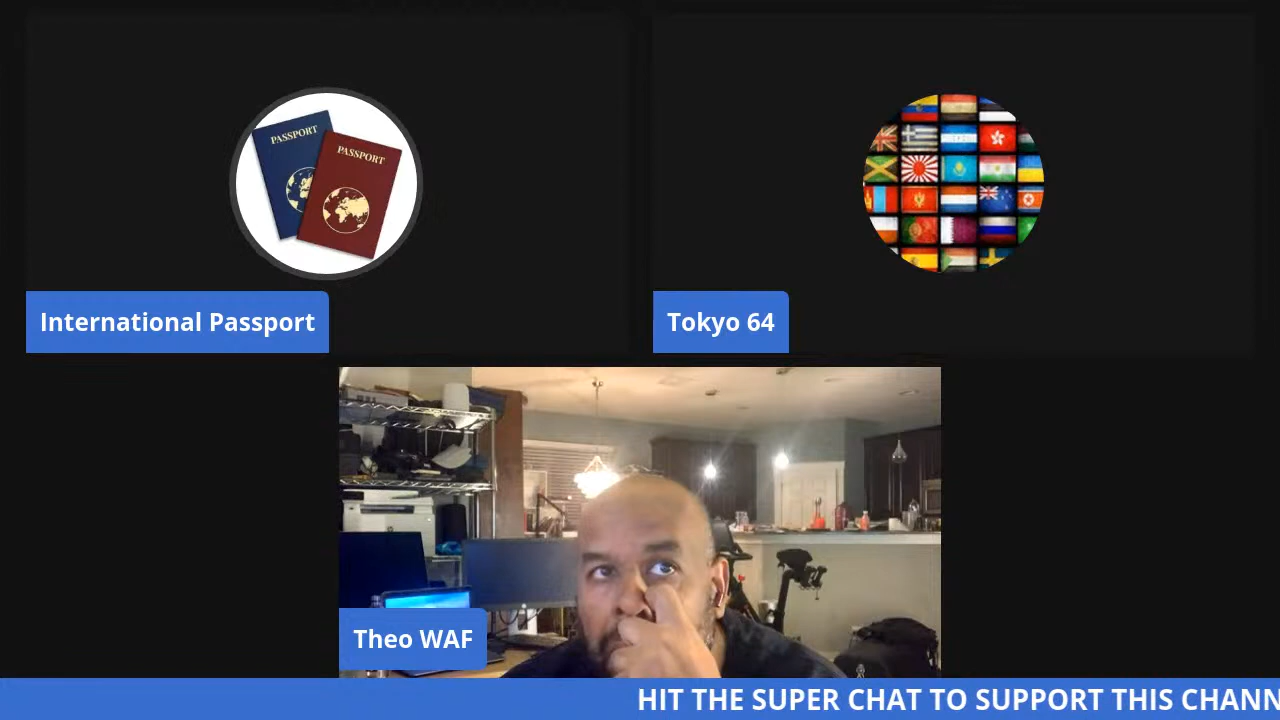 PASSPORT
PASSPORT
International Passport
Tokyo 64
Theo WAF
HIT THE SUPER CHAT TO SUPPORT THIS CHANN